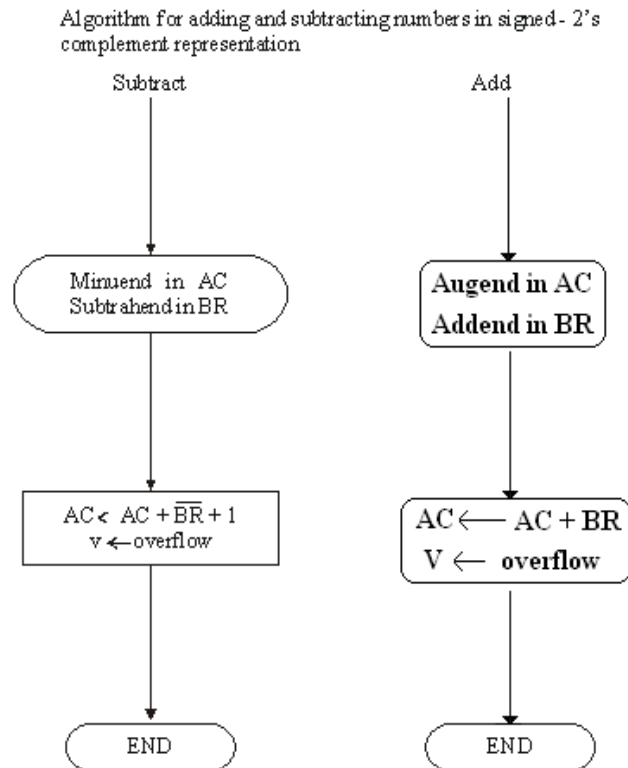 Algorithm for adding and subtracting numbers in signed - 2's
complement representation
Subtract
Minuend in AC
Subtrahend in BR
AC < AC + B̅R̅ + 1
v ← overflow
END
Add
Augend in AC
Addend in BR
AC ← AC + BR
V ← overflow
END